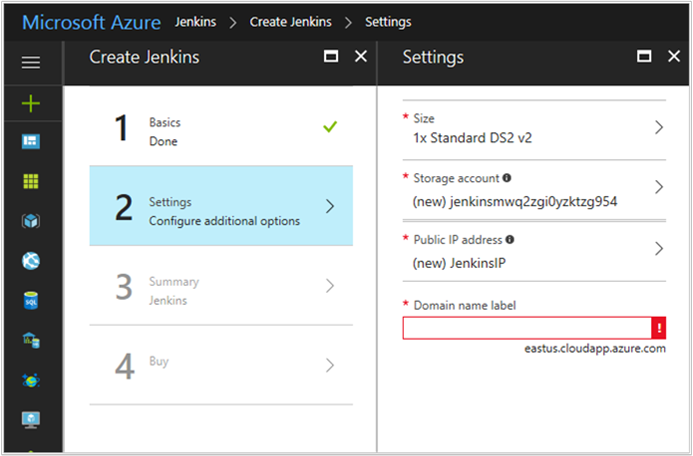 Microsoft Azure Jenkins > Create Jenkins > Settings
Create Jenkins
1
Basics
Done
2
Settings
Configure additional options
3
Summary
Jenkins
4
Buy
Settings
* Size
1x Standard DS2 v2
* Storage account
(new) jenkinsmwq2zgi0yzktzg954
* Public IP address
(new) JenkinsIP
* Domain name label
!
eastus.cloudapp.azure.com
SQL